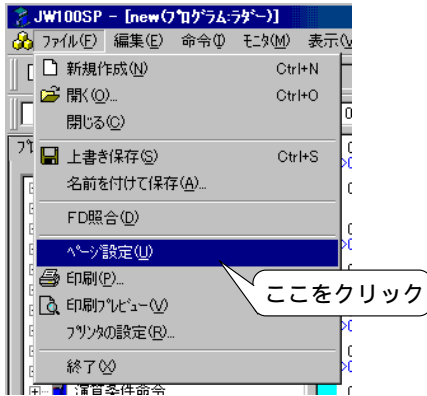 JW100SP - [new(ﾌﾟﾛｸﾞﾗﾑ:ﾗﾀﾞｰ)]
ﾌｧｲﾙ(F) 編集(E) 命令(I) ﾓﾆﾀ(M) 表示(V
新規作成(N) Ctrl+N
開く(O)... Ctrl+O
閉じる(C)
上書き保存(S) Ctrl+S
名前を付けて保存(A)...
FD照合(D)
ﾍﾟｰｼﾞ設定(U)
印刷(P)...
ここをクリック
印刷ﾌﾟﾚﾋﾞｭｰ(V)
ﾌﾟﾘﾝﾀの設定(R)...
終了(X)
演算条件命令